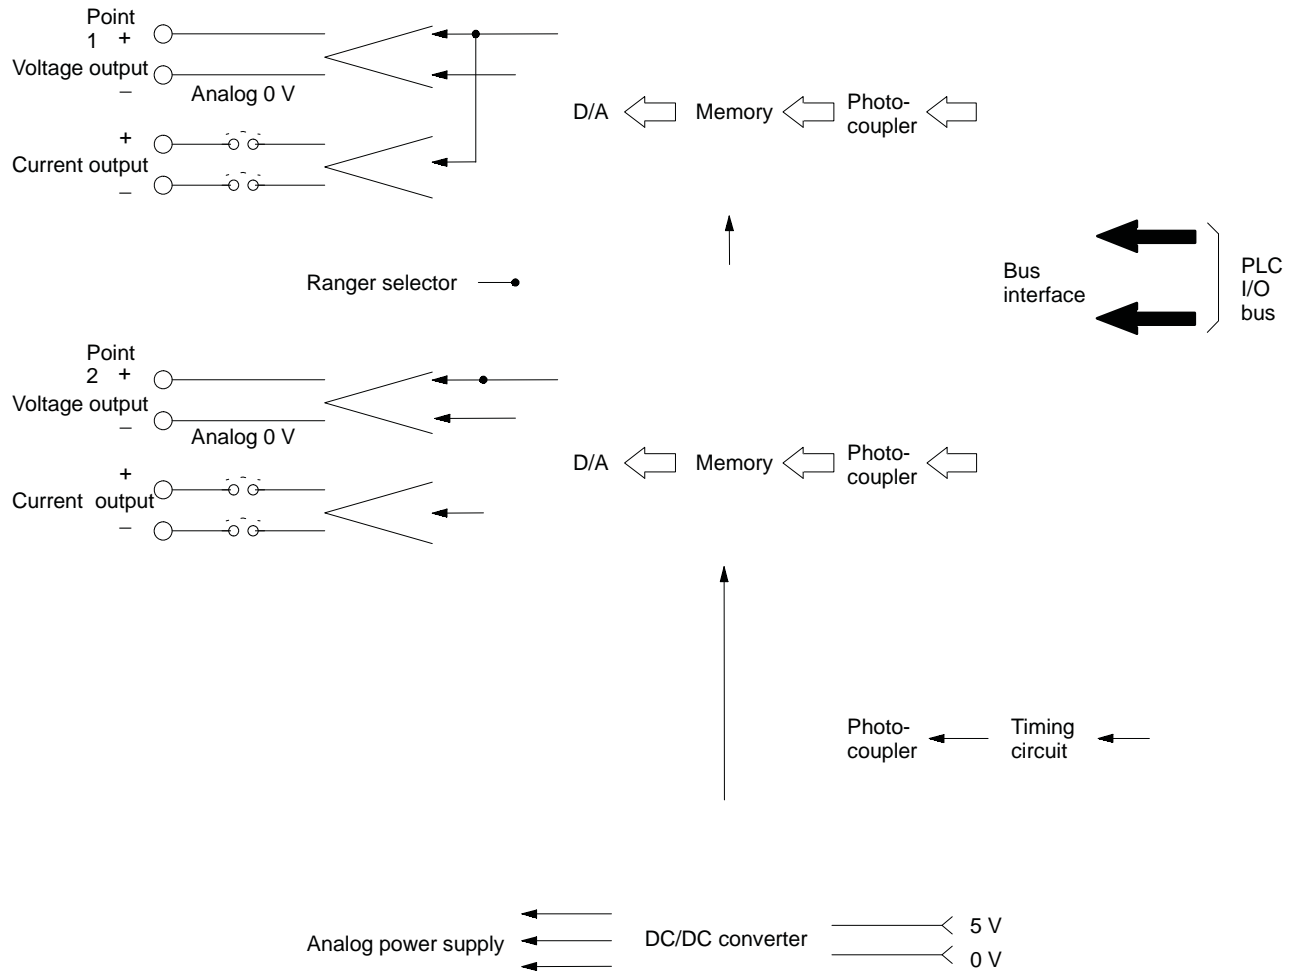 Point
1 +
Voltage output
–
Analog 0 V
+
Current output
–
D/A
Memory
Photo-
coupler
Ranger selector
Bus
interface
PLC
I/O
bus
Point
2 +
Voltage output
–
Analog 0 V
+
Current output
–
D/A
Memory
Photo-
coupler
Photo-
coupler
Timing
circuit
Analog power supply
DC/DC converter
5 V
0 V